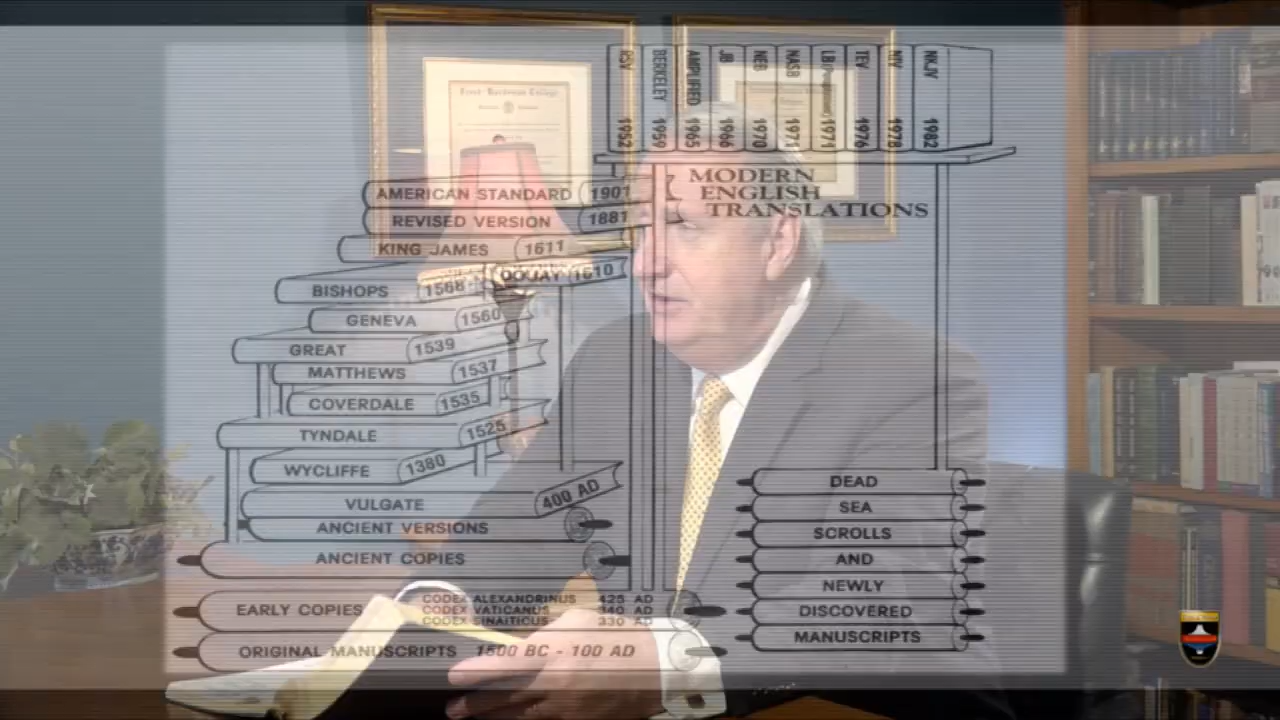 RSV 1952
BERKELEY 1959
AMPLIFIED 1965
JB 1966
NEB 1970
NASB 1971
LB 1971
TEV 1976
NIV 1978
NKJV 1982
MODERN
ENGLISH
TRANSLATIONS
AMERICAN STANDARD 1901
REVISED VERSION 1881
KING JAMES 1611
DOUAY 1610
BISHOPS 1568
GENEVA 1560
GREAT 1539
MATTHEWS 1537
COVERDALE 1535
TYNDALE 1525
WYCLIFFE 1380
VULGATE 400 AD
ANCIENT VERSIONS
ANCIENT COPIES
EARLY COPIES
CODEX ALEXANDRINUS 425 AD
CODEX VATICANUS 340 AD
CODEX SINAITICUS 330 AD
ORIGINAL MANUSCRIPTS 1500 BC - 100 AD
DEAD
SEA
SCROLLS
AND
NEWLY
DISCOVERED
MANUSCRIPTS